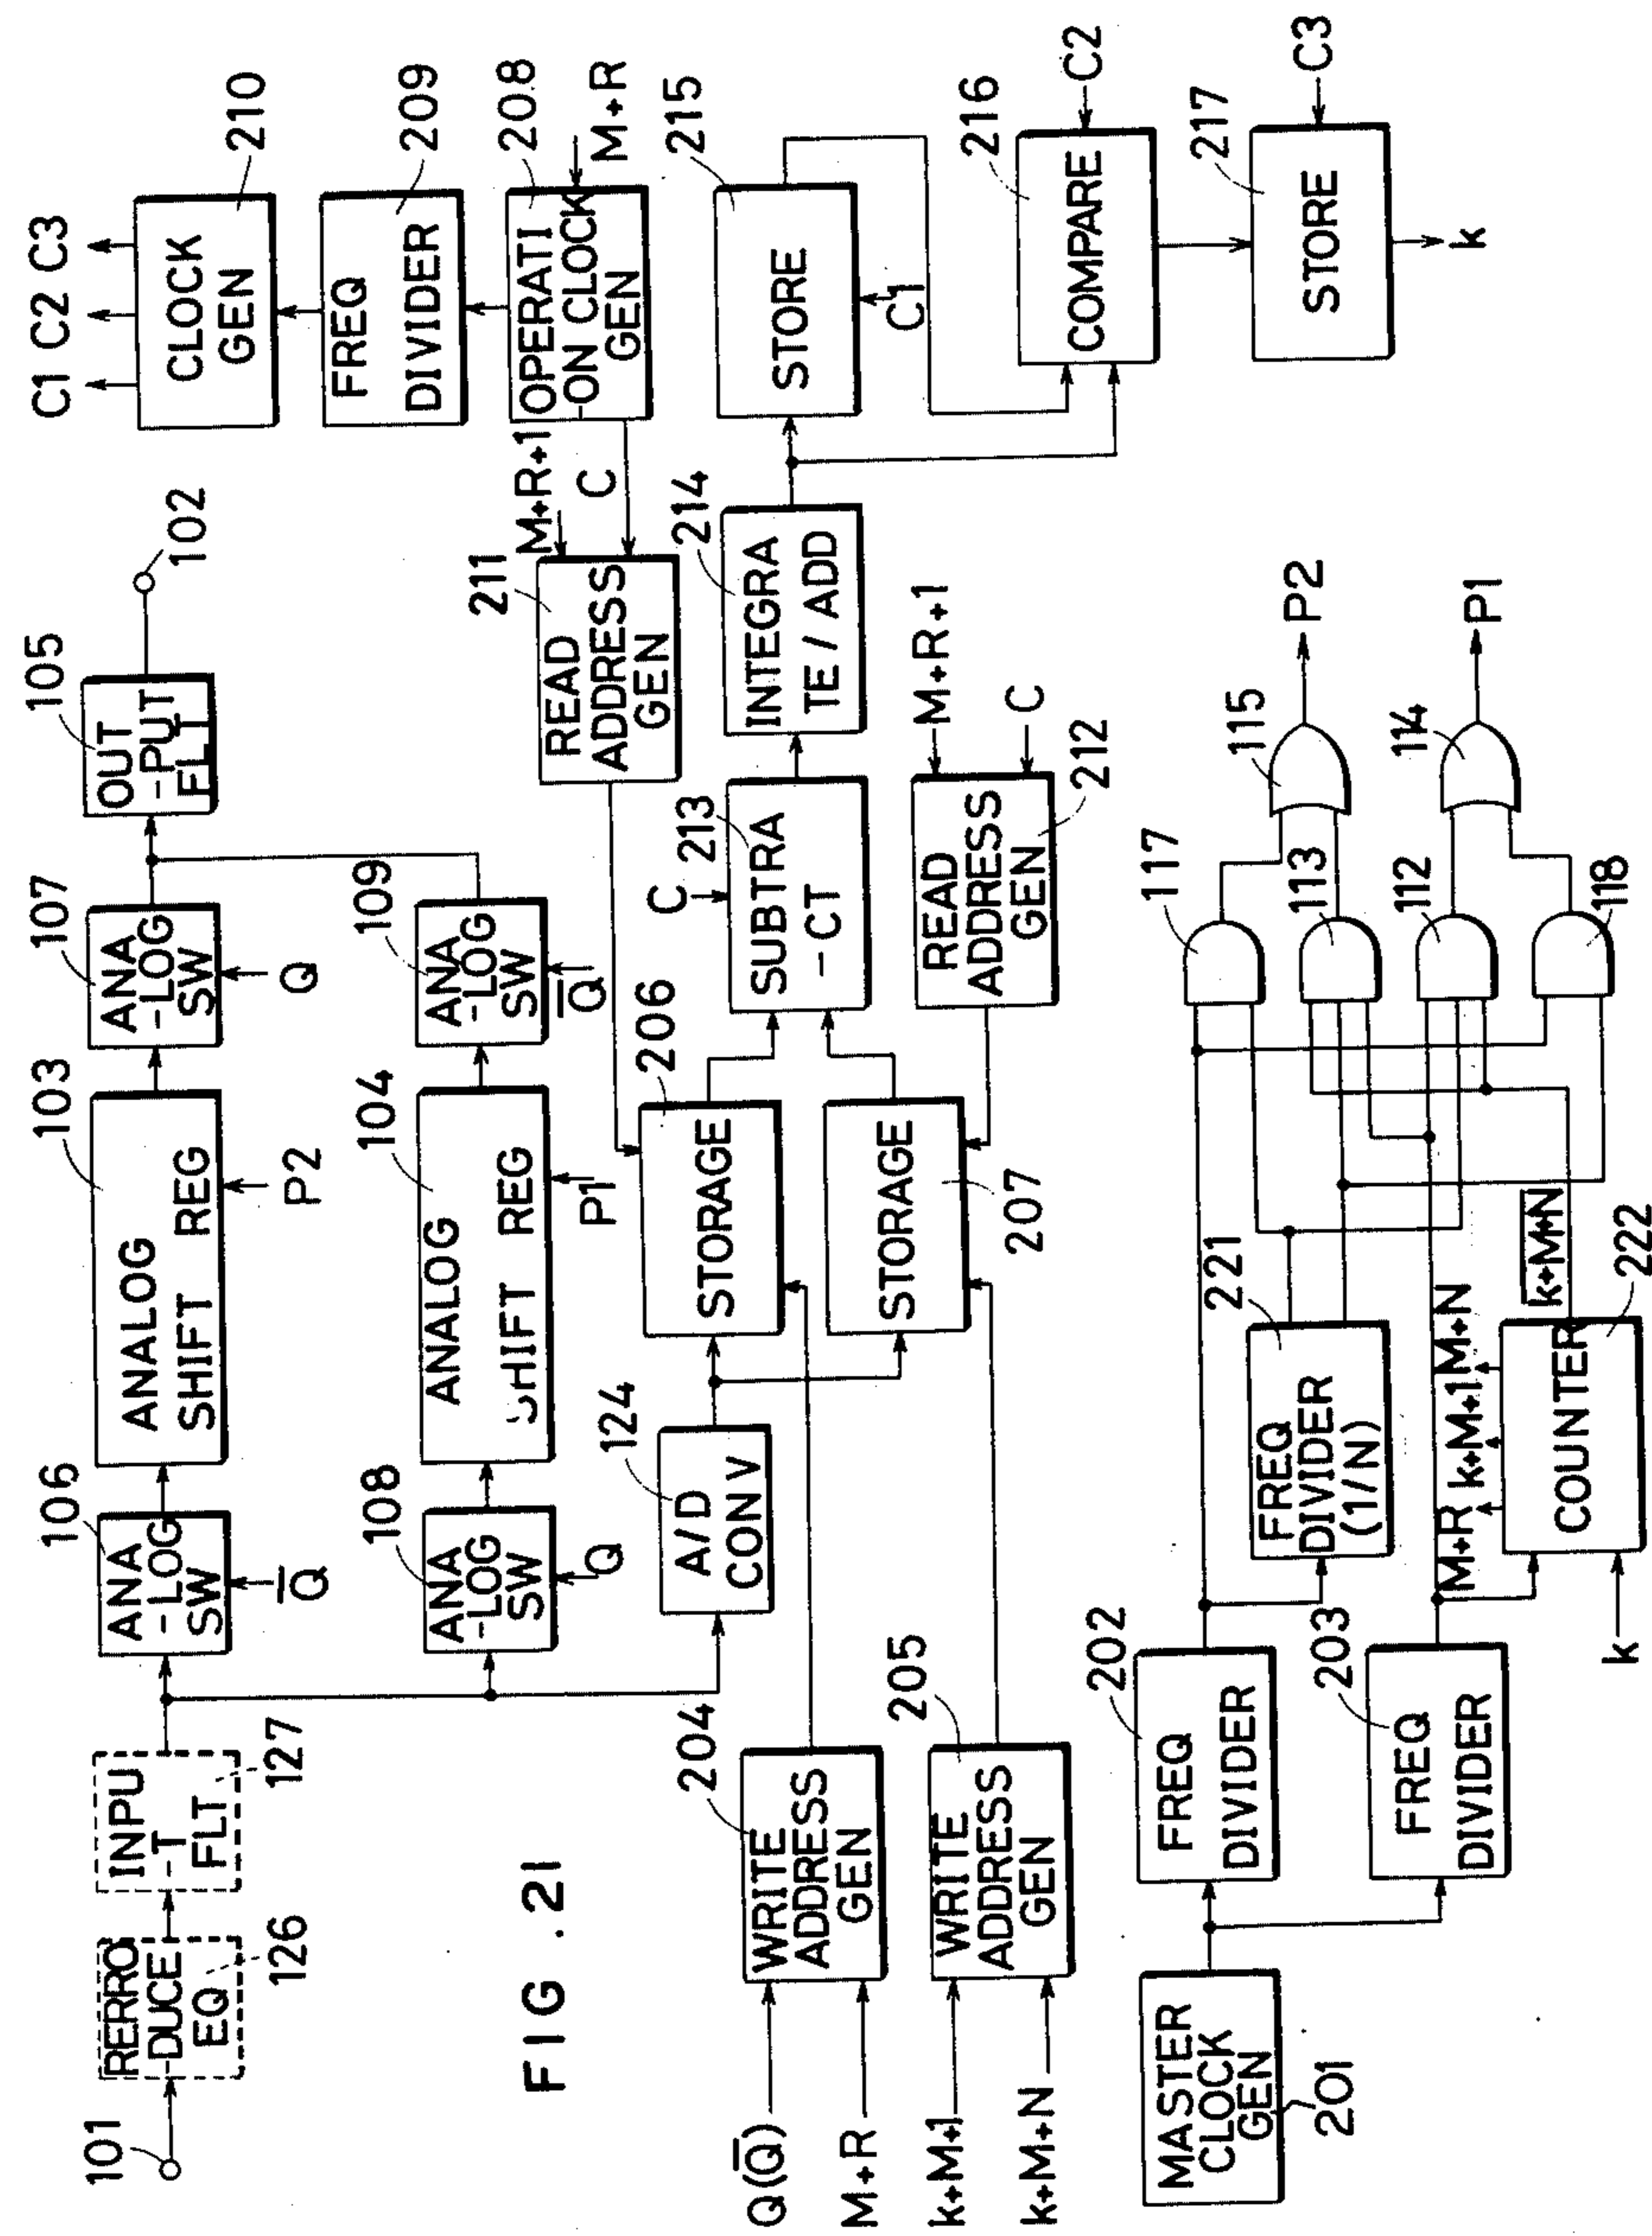 FIG. 21
101
RERRO
-DUCE
EQ
126
INPU
-T
FLT
127
ANA
-LOG
SW
106
Q̅
ANALOG
SHIFT REG
103
P2
ANA
-LOG
SW
107
Q
OUT
-PUT
FLT
105
102
ANA
-LOG
SW
108
Q
ANALOG
SHIFT REG
104
P1
ANA
-LOG
SW
109
Q̅
A/D
CONV
124
STORAGE
206
STORAGE
207
WRITE
ADDRESS
GEN
204
Q(Q̅)
M+R
WRITE
ADDRESS
GEN
205
k+M+1
k+M+N
READ
ADDRESS
GEN
211
M+R+1
C
READ
ADDRESS
GEN
212
M+R+1
C
SUBTRA
-CT
213
C
INTEGRA
TE / ADD
214
STORE
215
C1
COMPARE
216
C2
STORE
217
C3
k
OPERATI
-ON CLOCK
GEN
208
M+R
FREQ
DIVIDER
209
CLOCK
GEN
210
C1 C2 C3
MASTER
CLOCK
GEN
201
FREQ
DIVIDER
202
FREQ
DIVIDER
203
FREQ
DIVIDER
(1/N)
221
COUNTER
222
k
M+R k+M+1 M+N
k+M+N
117
113
112
118
115
114
P2
P1